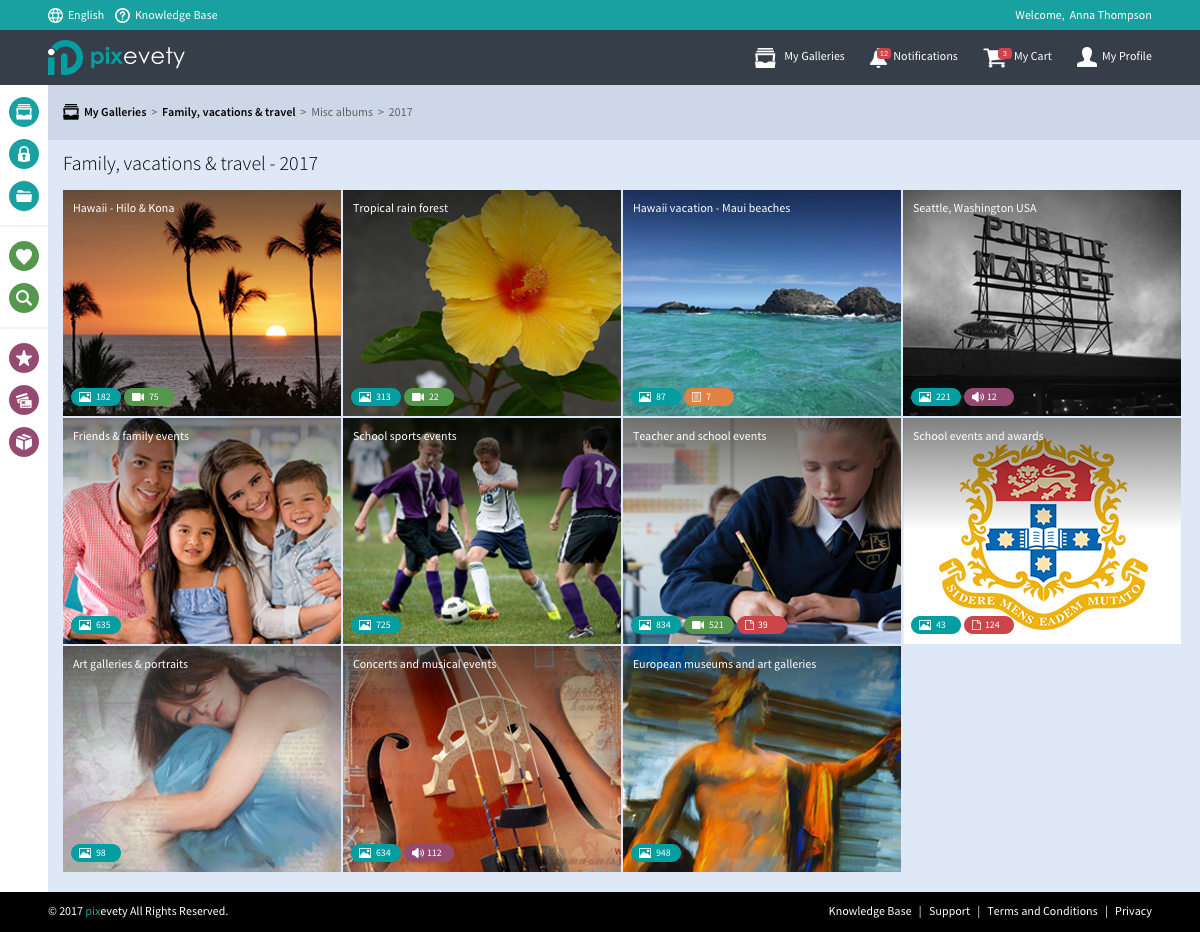 English Knowledge Base Welcome, Anna Thompson
pixevety My Galleries 12 Notifications 3 My Cart My Profile
My Galleries > Family, vacations & travel > Misc albums > 2017
Family, vacations & travel - 2017
Hawaii - Hilo & Kona
182 75
Tropical rain forest
313 22
Hawaii vacation - Maui beaches
87 7
Seattle, Washington USA
PUBLIC
MARKET
221 12
Friends & family events
635
School sports events
17
725
Teacher and school events
834 521 39
School events and awards
SIDERE MENS EADEM MUTATO
43 124
Art galleries & portraits
98
Concerts and musical events
634 112
European museums and art galleries
948
© 2017 pixevety All Rights Reserved. Knowledge Base | Support | Terms and Conditions | Privacy